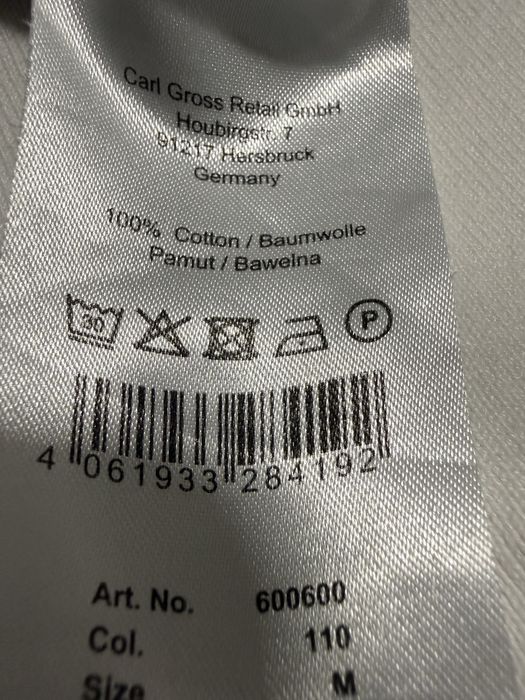 Carl Gross Retail GmbH
Houbirgstr. 7
91217 Hersbruck
Germany
100% Cotton / Baumwolle
Pamut / Bawełna
30 P
4 061933 284192
Art. No. 600600
Col. 110
Size M